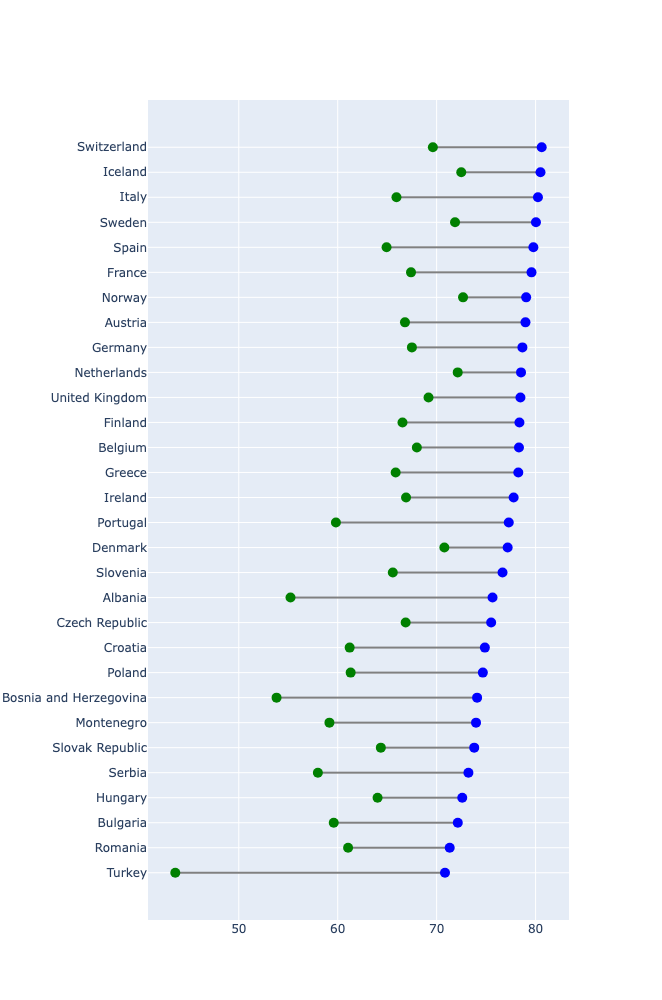 Switzerland
Iceland
Italy
Sweden
Spain
France
Norway
Austria
Germany
Netherlands
United Kingdom
Finland
Belgium
Greece
Ireland
Portugal
Denmark
Slovenia
Albania
Czech Republic
Croatia
Poland
Bosnia and Herzegovina
Montenegro
Slovak Republic
Serbia
Hungary
Bulgaria
Romania
Turkey
50 60 70 80